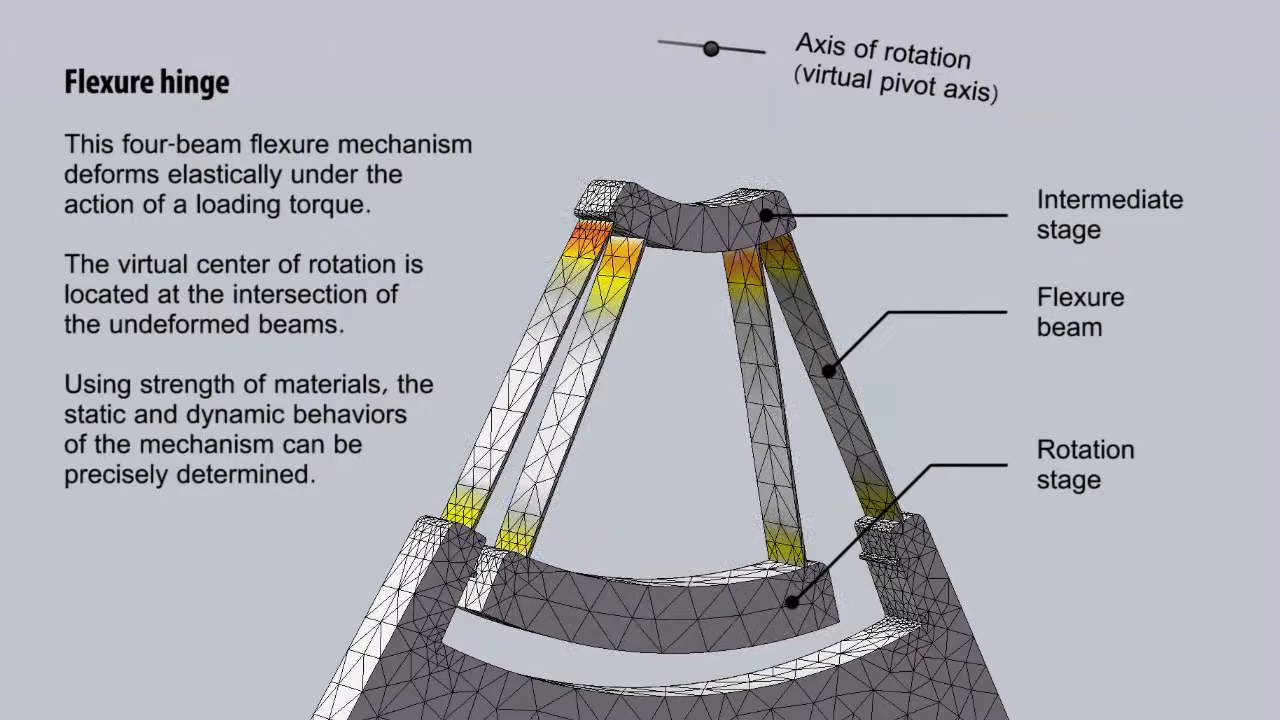 Flexure hinge
This four-beam flexure mechanism
deforms elastically under the
action of a loading torque.
The virtual center of rotation is
located at the intersection of
the undeformed beams.
Using strength of materials, the
static and dynamic behaviors
of the mechanism can be
precisely determined.
Axis of rotation
(virtual pivot axis)
Intermediate
stage
Flexure
beam
Rotation
stage